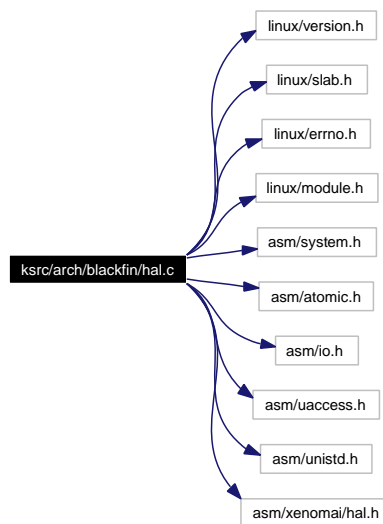 linux/version.h
linux/slab.h
linux/errno.h
linux/module.h
asm/system.h
ksrc/arch/blackfin/hal.c
asm/atomic.h
asm/io.h
asm/uaccess.h
asm/unistd.h
asm/xenomai/hal.h